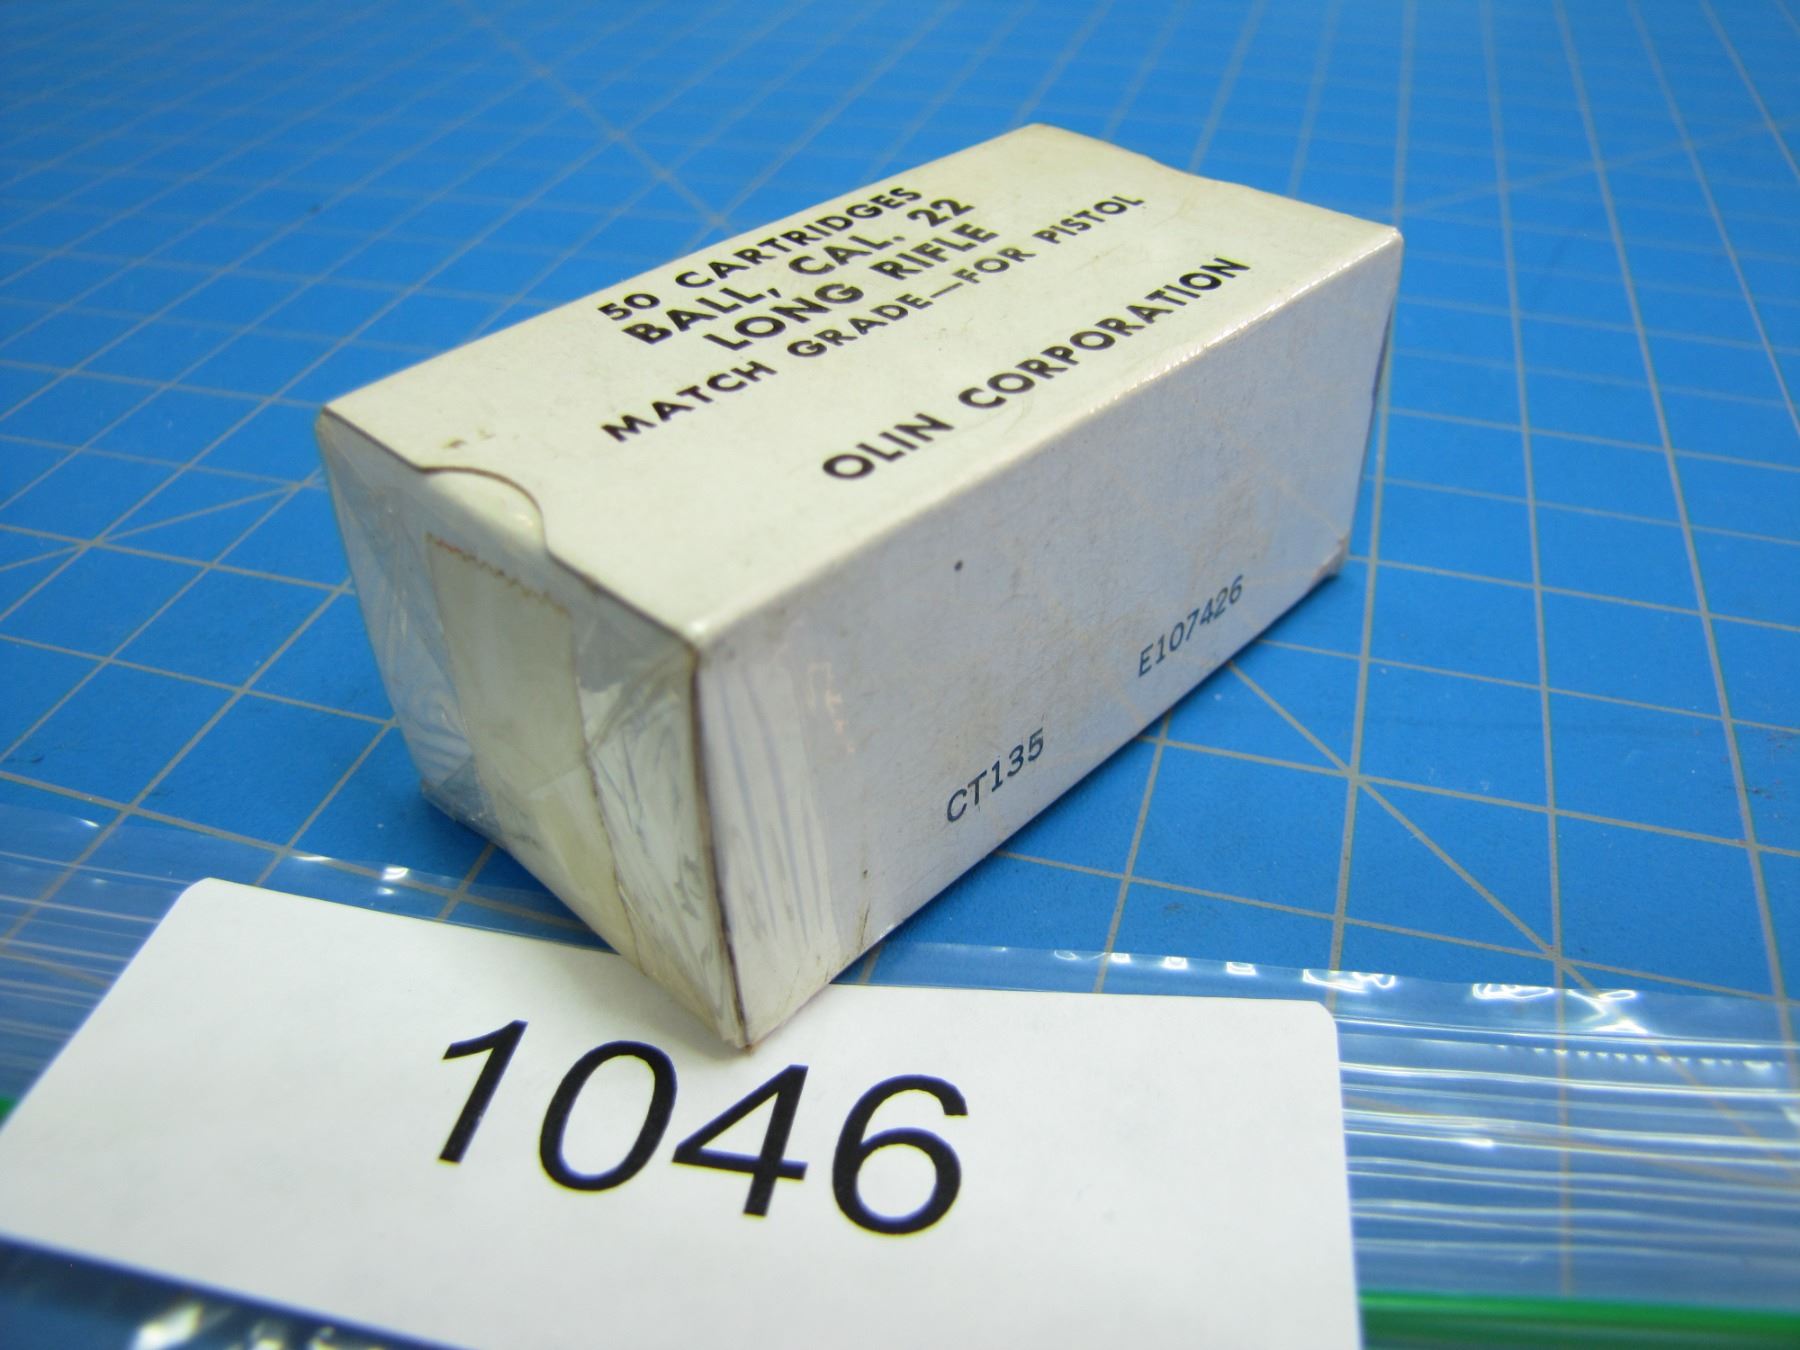 50 CARTRIDGES
BALL, CAL. 22
LONG RIFLE
MATCH GRADE—FOR PISTOL
OLIN CORPORATION
CT135 E107426
1046